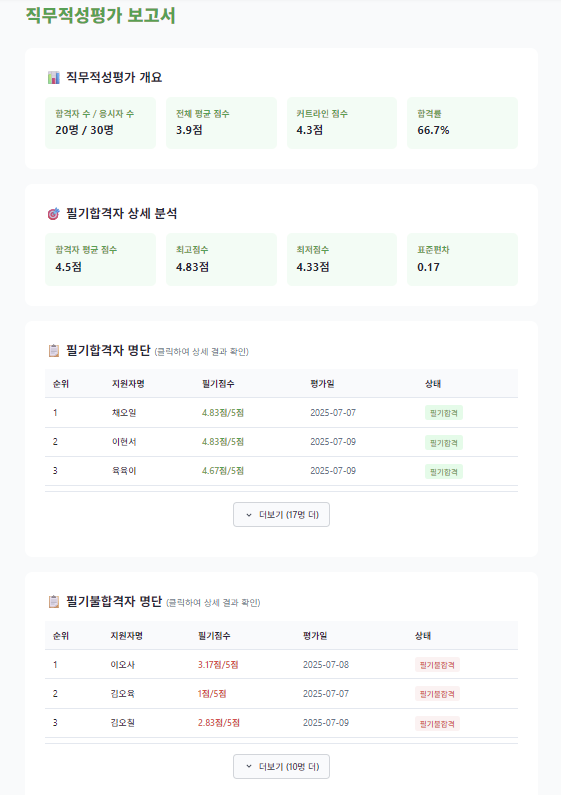 직무적성평가 보고서
직무적성평가 개요
합격자 수 / 응시자 수
20명 / 30명
전체 평균 점수
3.9점
커트라인 점수
4.3점
합격률
66.7%
필기합격자 상세 분석
합격자 평균 점수
4.5점
최고점수
4.83점
최저점수
4.33점
표준편차
0.17
필기합격자 명단 (클릭하여 상세 결과 확인)
순위 지원자명 필기점수 평가일 상태
1 채오일 4.83점/5점 2025-07-07 필기합격
2 이현서 4.83점/5점 2025-07-09 필기합격
3 육육이 4.67점/5점 2025-07-09 필기합격
더보기 (17명 더)
필기불합격자 명단 (클릭하여 상세 결과 확인)
순위 지원자명 필기점수 평가일 상태
1 이오사 3.17점/5점 2025-07-08 필기불합격
2 김오육 1점/5점 2025-07-07 필기불합격
3 김오칠 2.83점/5점 2025-07-09 필기불합격
더보기 (10명 더)